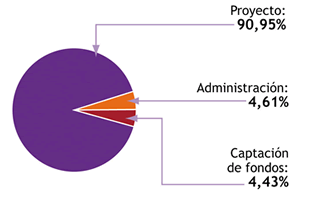 Proyecto:
90,95%
Administración:
4,61%
Captación
de fondos:
4,43%